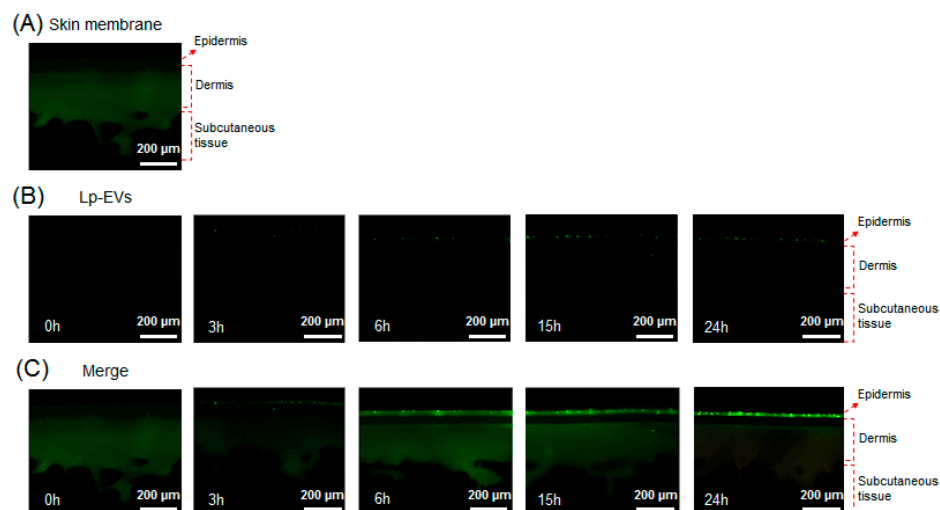 (A) Skin membrane
Epidermis
Dermis
Subcutaneous
tissue
200 µm
(B) Lp-EVs
Epidermis
Dermis
Subcutaneous
tissue
0h 200 µm
3h 200 µm
6h 200 µm
15h 200 µm
24h 200 µm
(C) Merge
Epidermis
Dermis
Subcutaneous
tissue
0h 200 µm
3h 200 µm
6h 200 µm
15h 200 µm
24h 200 µm